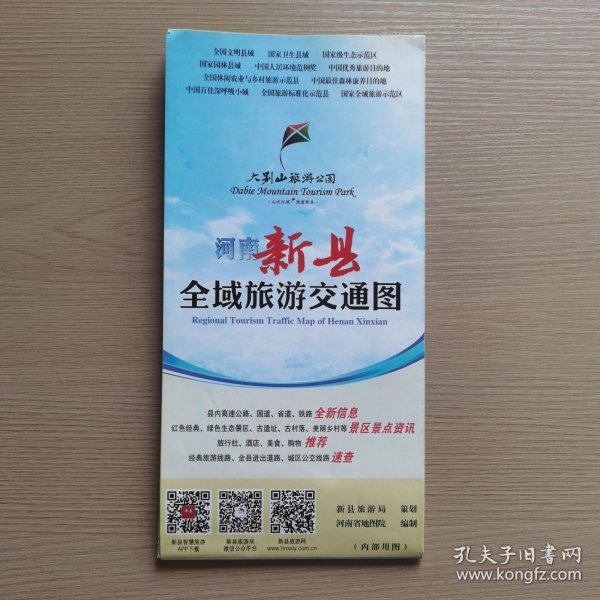 全国文明县城 国家卫生县城 国家级生态示范区
国家园林县城 中国人居环境范例奖 中国优秀旅游目的地
全国休闲农业与乡村旅游示范县 中国最佳森林康养目的地
中国百佳深呼吸小城 全国旅游标准化示范县 国家全域旅游示范区
大别山旅游公园
Dabie Mountain Tourism Park
河南 新县
全域旅游交通图
Regional Tourism Traffic Map of Henan Xinxian
县内高速公路、国道、省道、铁路 全新信息
红色经典、绿色生态景区、古遗址、古村落、美丽乡村等 景区景点资讯
旅行社、酒店、美食、购物 推荐
经典旅游线路、全县进出道路、城区公交线路 速查
新县旅游局 策划
河南省地图院 编制
新县智慧旅游
APP下载
新县旅游局
微信公众平台
新县旅游网
www.hnxxly.com.cn
(内部用图)
孔夫子旧书网
www.kongfz.com